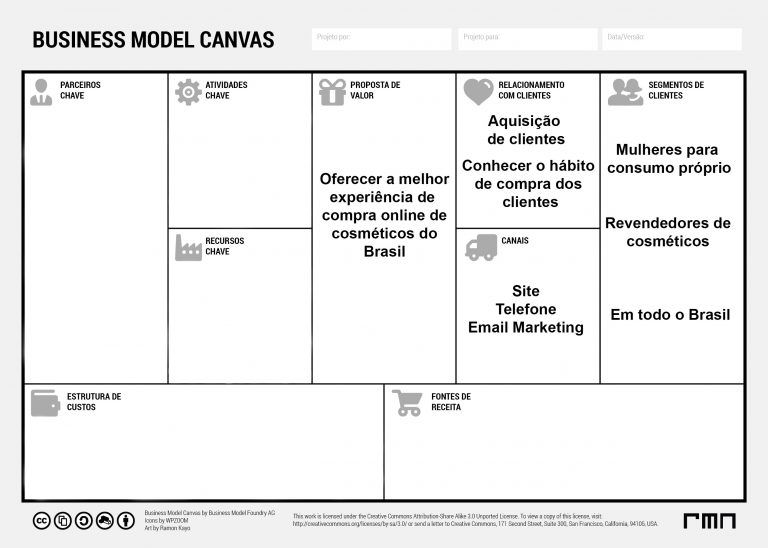 BUSINESS MODEL CANVAS
Projeto por:
Projeto para:
Data/Versão:
PARCEIROS
CHAVE
ATIVIDADES
CHAVE
RECURSOS
CHAVE
PROPOSTA DE
VALOR
Oferecer a melhor
experiência de
compra online de
cosméticos do
Brasil
RELACIONAMENTO
COM CLIENTES
Aquisição
de clientes
Conhecer o hábito
de compra dos
clientes
CANAIS
Site
Telefone
Email Marketing
SEGMENTOS DE
CLIENTES
Mulheres para
consumo próprio
Revendedores de
cosméticos
Em todo o Brasil
ESTRUTURA DE
CUSTOS
FONTES DE
RECEITA
cc
Business Model Canvas by Business Model Foundry AG
Icons by WPZOOM
Art by Ramon Kayo
This work is licensed under the Creative Commons Attribution-Share Alike 3.0 Unported License. To view a copy of this license, visit:
http://creativecommons.org/licenses/by-sa/3.0/ or send a letter to Creative Commons, 171 Second Street, Suite 300, San Francisco, California, 94105, USA.
rmn